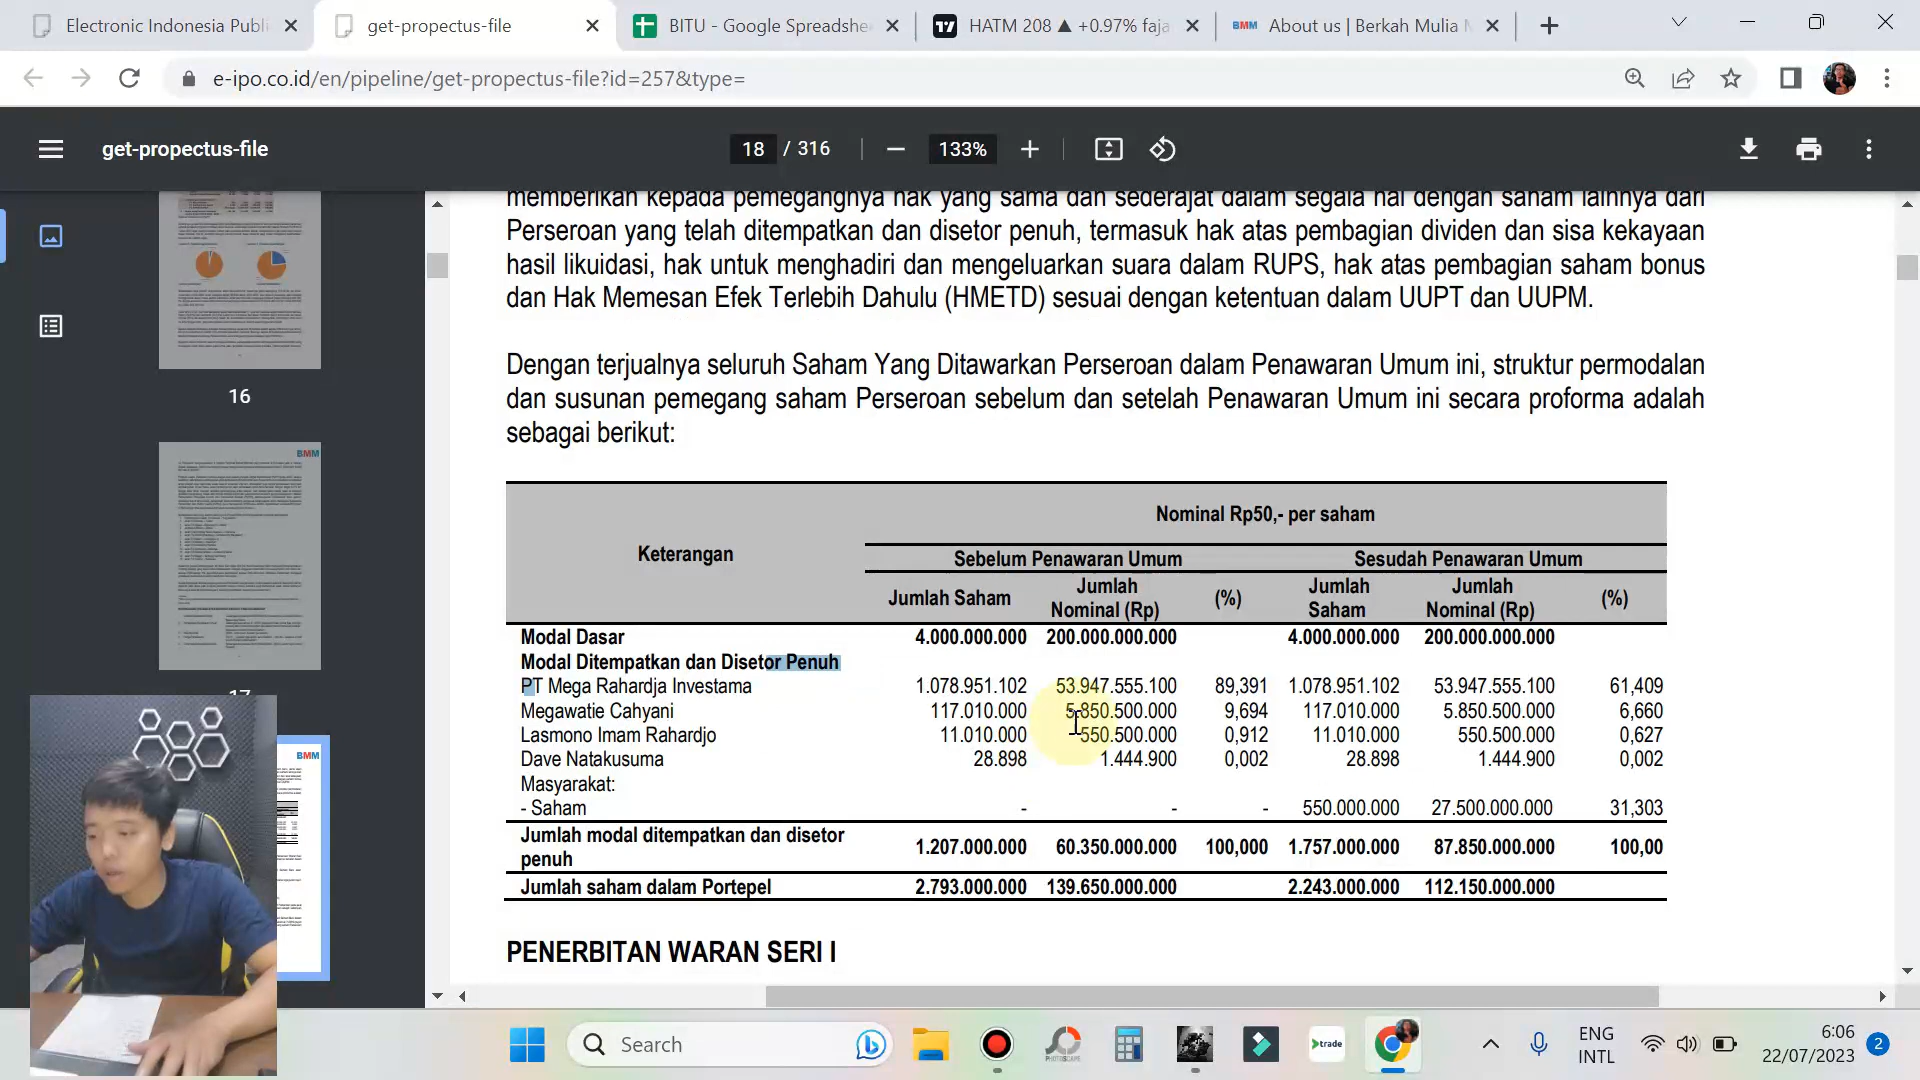 Electronic Indonesia Publi
get-propectus-file
BITU - Google Spreadshe
HATM 208 ▲ +0.97% faja
BMM About us | Berkah Mulia M
e-ipo.co.id/en/pipeline/get-propectus-file?id=257&type=
get-propectus-file
18 / 316
133%
16
BMM
17
BMM
memberikan kepada pemegangnya hak yang sama dan sederajat dalam segala hal dengan saham lainnya dari
Perseroan yang telah ditempatkan dan disetor penuh, termasuk hak atas pembagian dividen dan sisa kekayaan
hasil likuidasi, hak untuk menghadiri dan mengeluarkan suara dalam RUPS, hak atas pembagian saham bonus
dan Hak Memesan Efek Terlebih Dahulu (HMETD) sesuai dengan ketentuan dalam UUPT dan UUPM.
Dengan terjualnya seluruh Saham Yang Ditawarkan Perseroan dalam Penawaran Umum ini, struktur permodalan
dan susunan pemegang saham Perseroan sebelum dan setelah Penawaran Umum ini secara proforma adalah
sebagai berikut:
Nominal Rp50,- per saham
Keterangan
Sebelum Penawaran Umum Sesudah Penawaran Umum
Jumlah Saham Jumlah Nominal (Rp) (%) Jumlah Saham Jumlah Nominal (Rp) (%)
Modal Dasar 4.000.000.000 200.000.000.000 4.000.000.000 200.000.000.000
Modal Ditempatkan dan Disetor Penuh
PT Mega Rahardja Investama 1.078.951.102 53.947.555.100 89,391 1.078.951.102 53.947.555.100 61,409
Megawatie Cahyani 117.010.000 5.850.500.000 9,694 117.010.000 5.850.500.000 6,660
Lasmono Imam Rahardjo 11.010.000 550.500.000 0,912 11.010.000 550.500.000 0,627
Dave Natakusuma 28.898 1.444.900 0,002 28.898 1.444.900 0,002
Masyarakat:
- Saham - - - 550.000.000 27.500.000.000 31,303
Jumlah modal ditempatkan dan disetor
penuh 1.207.000.000 60.350.000.000 100,000 1.757.000.000 87.850.000.000 100,00
Jumlah saham dalam Portepel 2.793.000.000 139.650.000.000 2.243.000.000 112.150.000.000
PENERBITAN WARAN SERI I
Search
PHOTOSCAPE
trade
ENG
INTL
6:06
22/07/2023
2